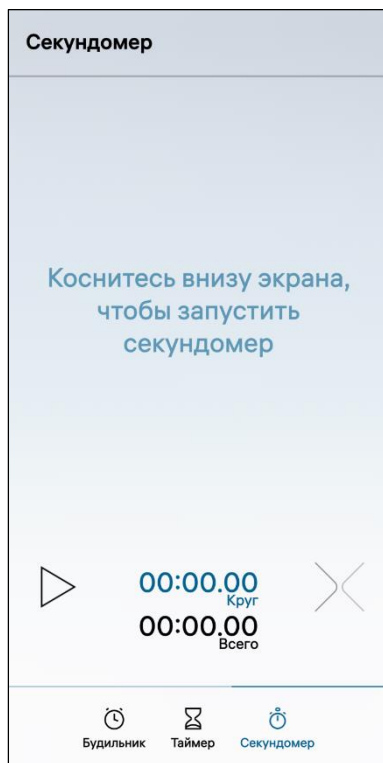 Секундомер
Коснитесь внизу экрана,
чтобы запустить
секундомер
00:00.00
Круг
00:00.00
Всего
Будильник Таймер Секундомер